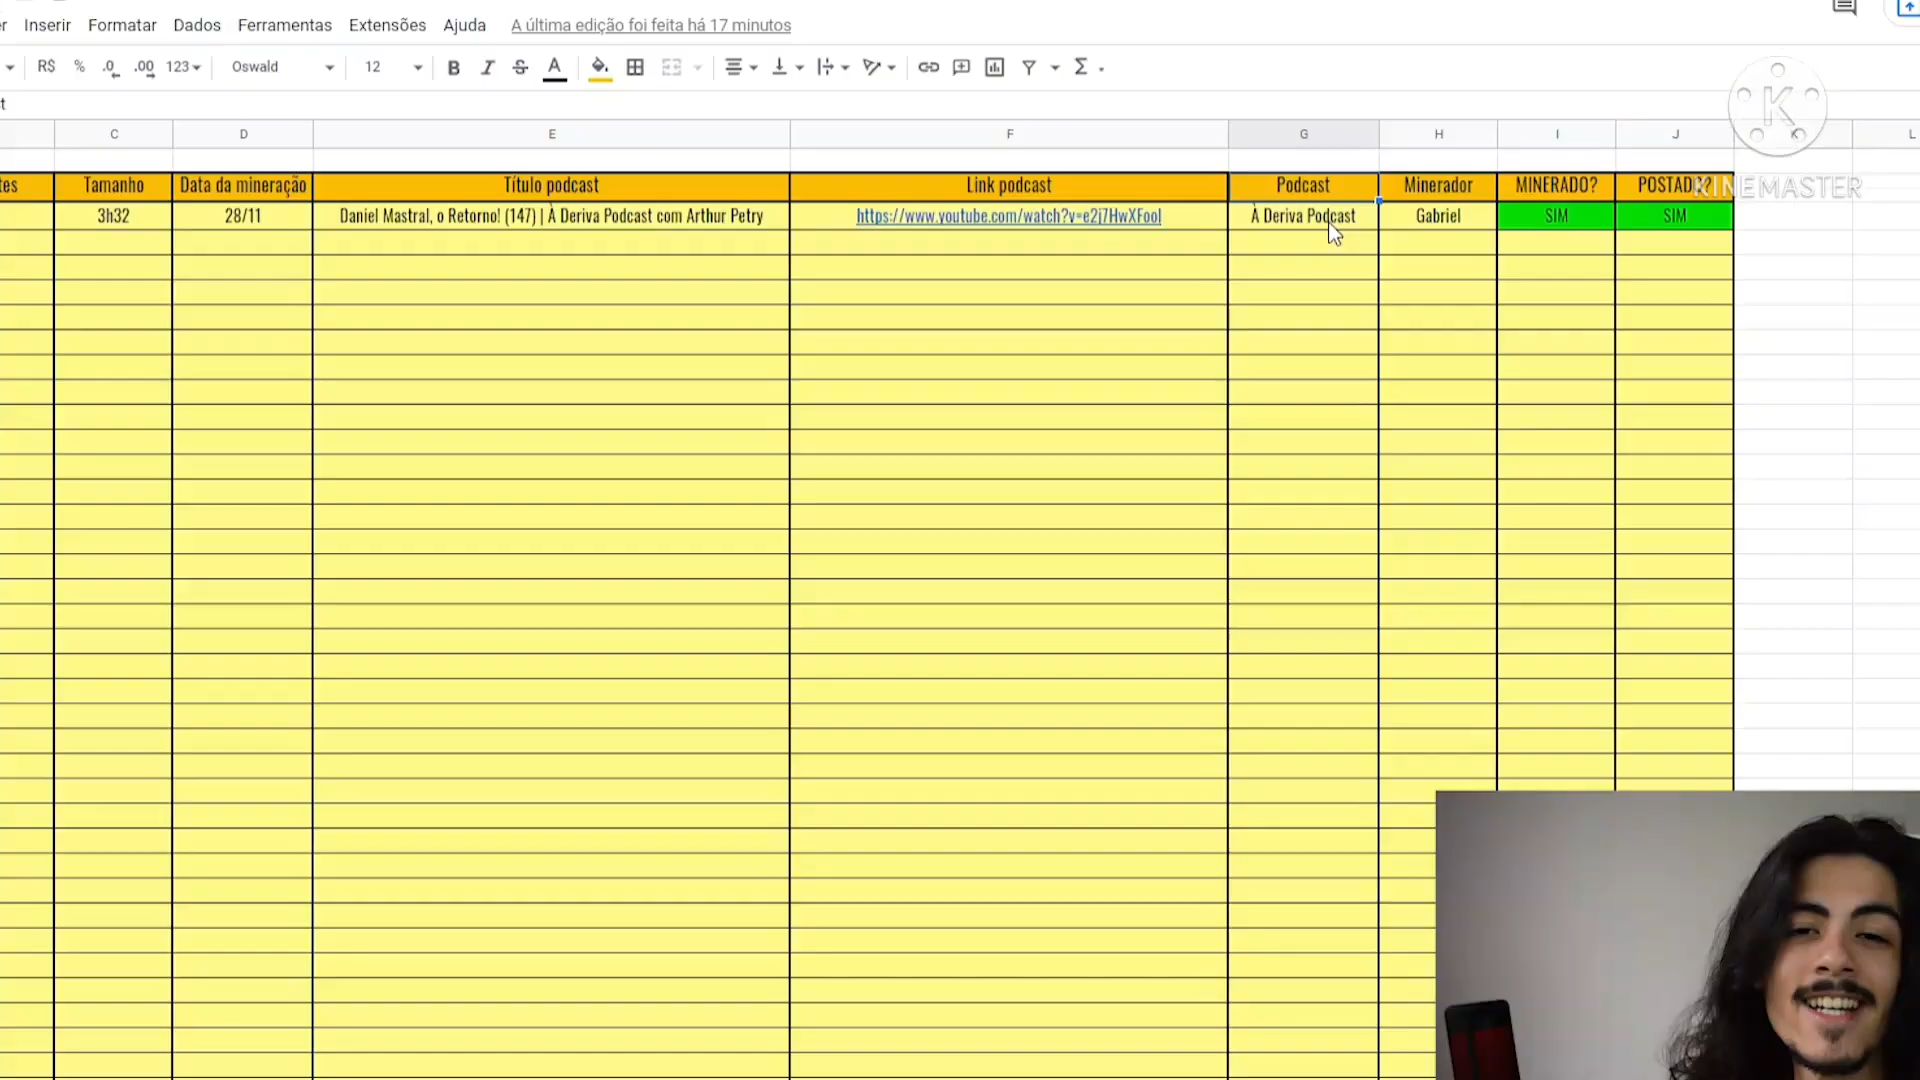 Inserir Formatar Dados Ferramentas Extensões Ajuda A última edição foi feita há 17 minutos
R$ % .0 .00 123 Oswald 12 B I S A Σ
t
C D E F G H I J K L
tes Tamanho Data da mineração Título podcast Link podcast Podcast Minerador MINERADO? POSTADO?
3h32 28/11 Daniel Mastral, o Retorno! (147) | À Deriva Podcast com Arthur Petry https://www.youtube.com/watch?v=e2j7HwXFooI À Deriva Podcast Gabriel SIM SIM
K
KINEMASTER